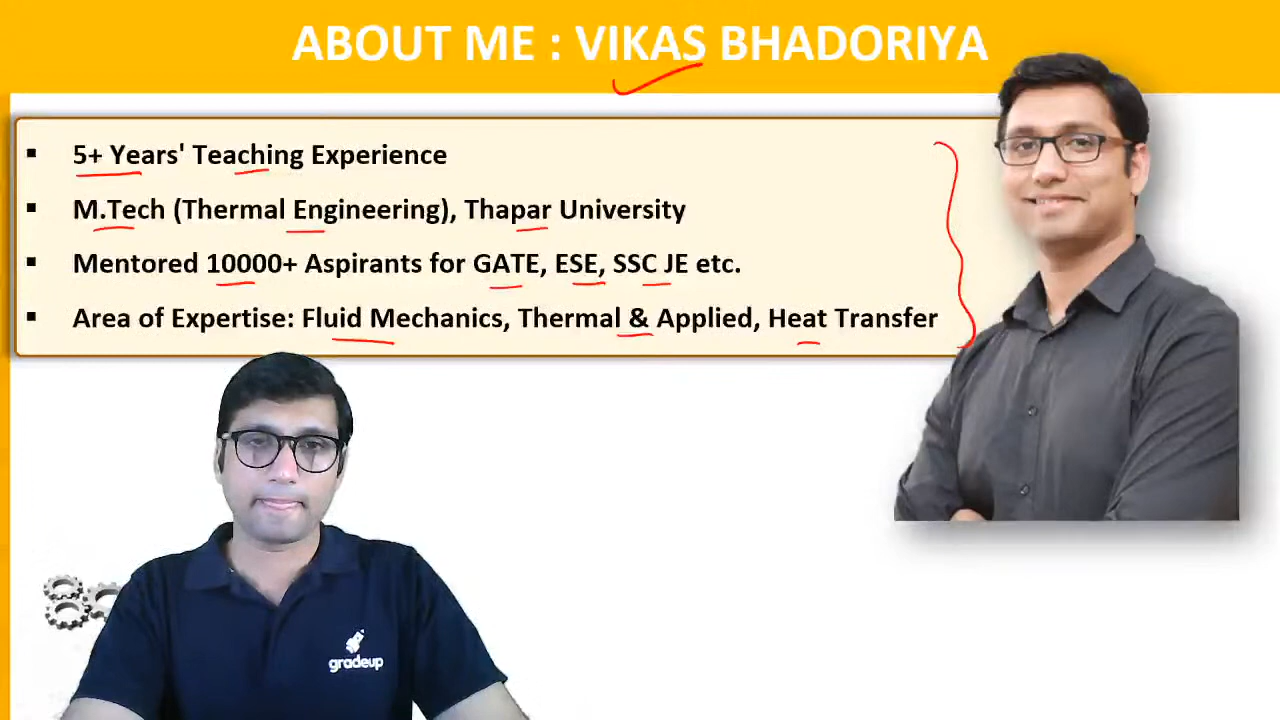 ABOUT ME : VIKAS BHADORIYA
▪ 5+ Years' Teaching Experience
▪ M.Tech (Thermal Engineering), Thapar University
▪ Mentored 10000+ Aspirants for GATE, ESE, SSC JE etc.
▪ Area of Expertise: Fluid Mechanics, Thermal & Applied, Heat Transfer
gradeup